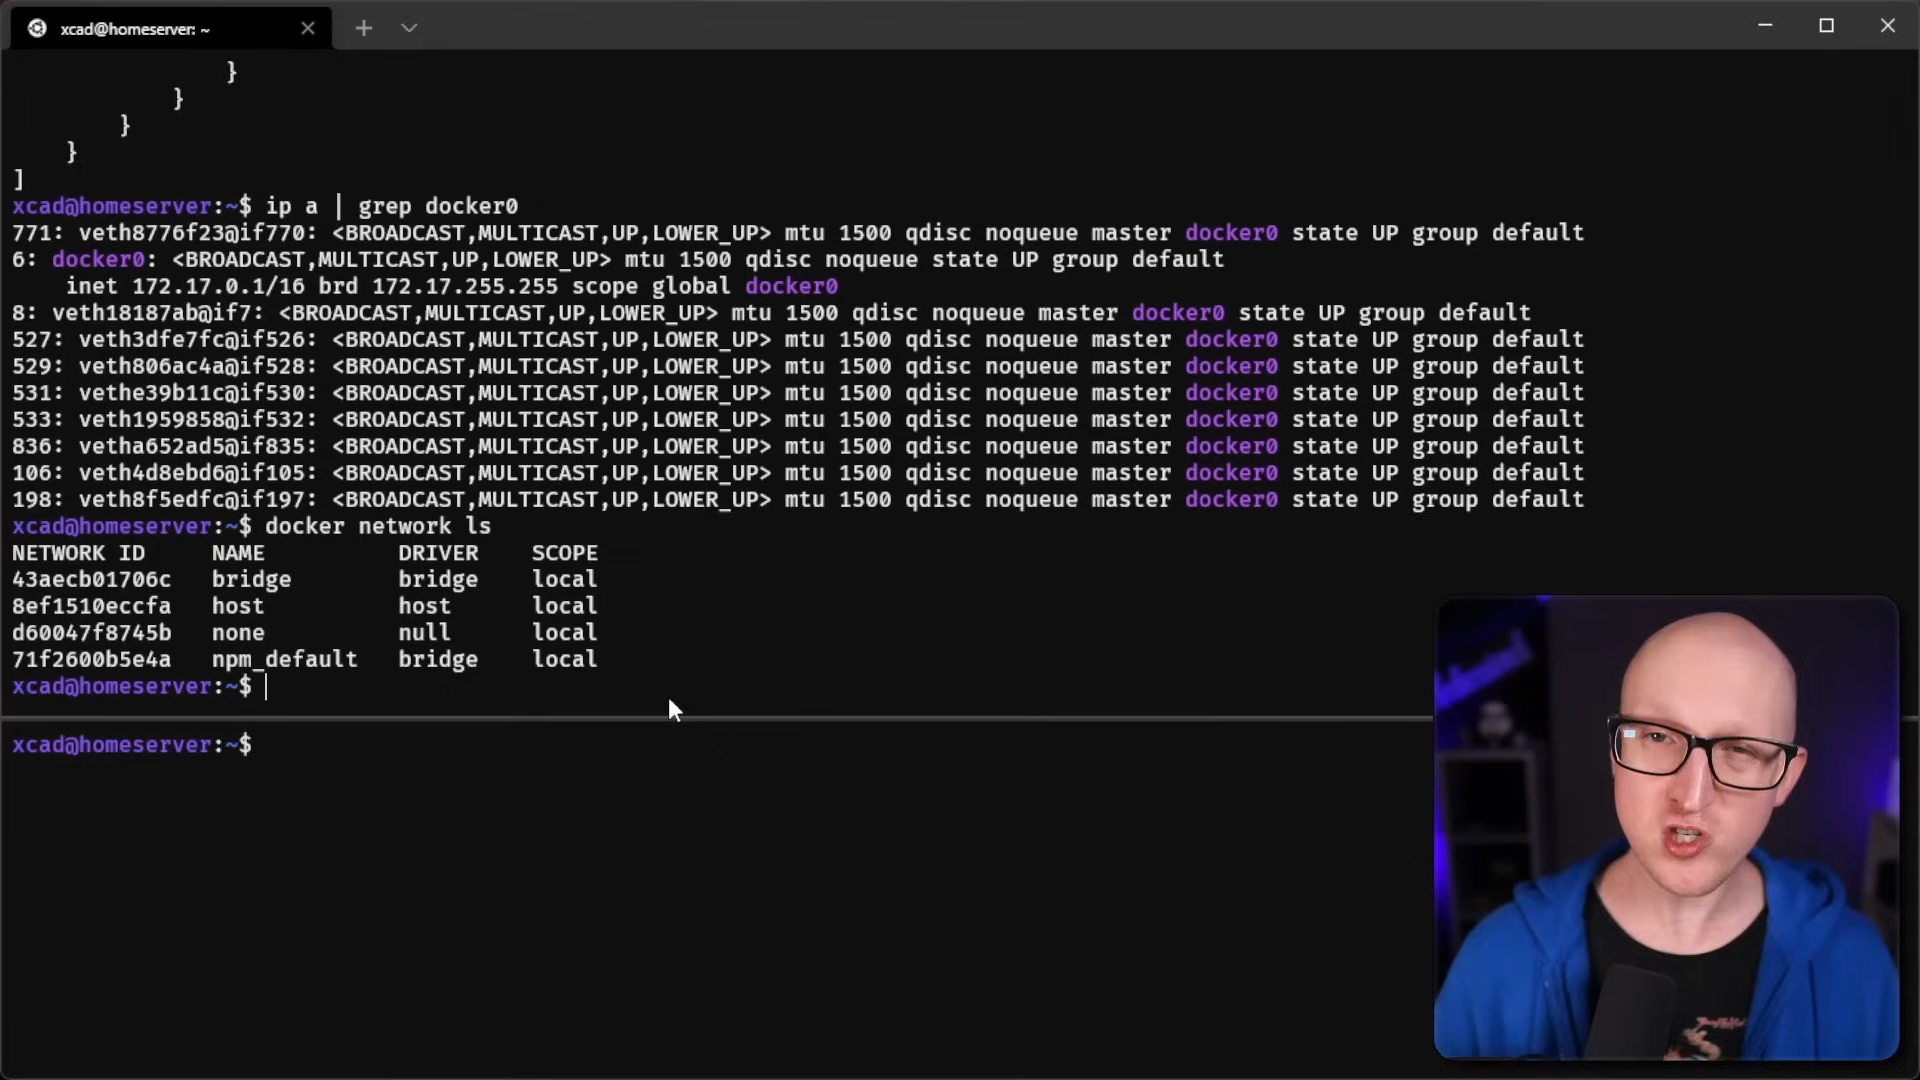 xcad@homeserver: ~
}
}
}
}
]
xcad@homeserver:~$ ip a | grep docker0
771: veth8776f23@if770: <BROADCAST,MULTICAST,UP,LOWER_UP> mtu 1500 qdisc noqueue master docker0 state UP group default
6: docker0: <BROADCAST,MULTICAST,UP,LOWER_UP> mtu 1500 qdisc noqueue state UP group default
inet 172.17.0.1/16 brd 172.17.255.255 scope global docker0
8: veth18187ab@if7: <BROADCAST,MULTICAST,UP,LOWER_UP> mtu 1500 qdisc noqueue master docker0 state UP group default
527: veth3dfe7fc@if526: <BROADCAST,MULTICAST,UP,LOWER_UP> mtu 1500 qdisc noqueue master docker0 state UP group default
529: veth806ac4a@if528: <BROADCAST,MULTICAST,UP,LOWER_UP> mtu 1500 qdisc noqueue master docker0 state UP group default
531: vethe39b11c@if530: <BROADCAST,MULTICAST,UP,LOWER_UP> mtu 1500 qdisc noqueue master docker0 state UP group default
533: veth1959858@if532: <BROADCAST,MULTICAST,UP,LOWER_UP> mtu 1500 qdisc noqueue master docker0 state UP group default
836: vetha652ad5@if835: <BROADCAST,MULTICAST,UP,LOWER_UP> mtu 1500 qdisc noqueue master docker0 state UP group default
106: veth4d8ebd6@if105: <BROADCAST,MULTICAST,UP,LOWER_UP> mtu 1500 qdisc noqueue master docker0 state UP group default
198: veth8f5edfc@if197: <BROADCAST,MULTICAST,UP,LOWER_UP> mtu 1500 qdisc noqueue master docker0 state UP group default
xcad@homeserver:~$ docker network ls
NETWORK ID NAME DRIVER SCOPE
43aecb01706c bridge bridge local
8ef1510eccfa host host local
d60047f8745b none null local
71f2600b5e4a npm_default bridge local
xcad@homeserver:~$
xcad@homeserver:~$